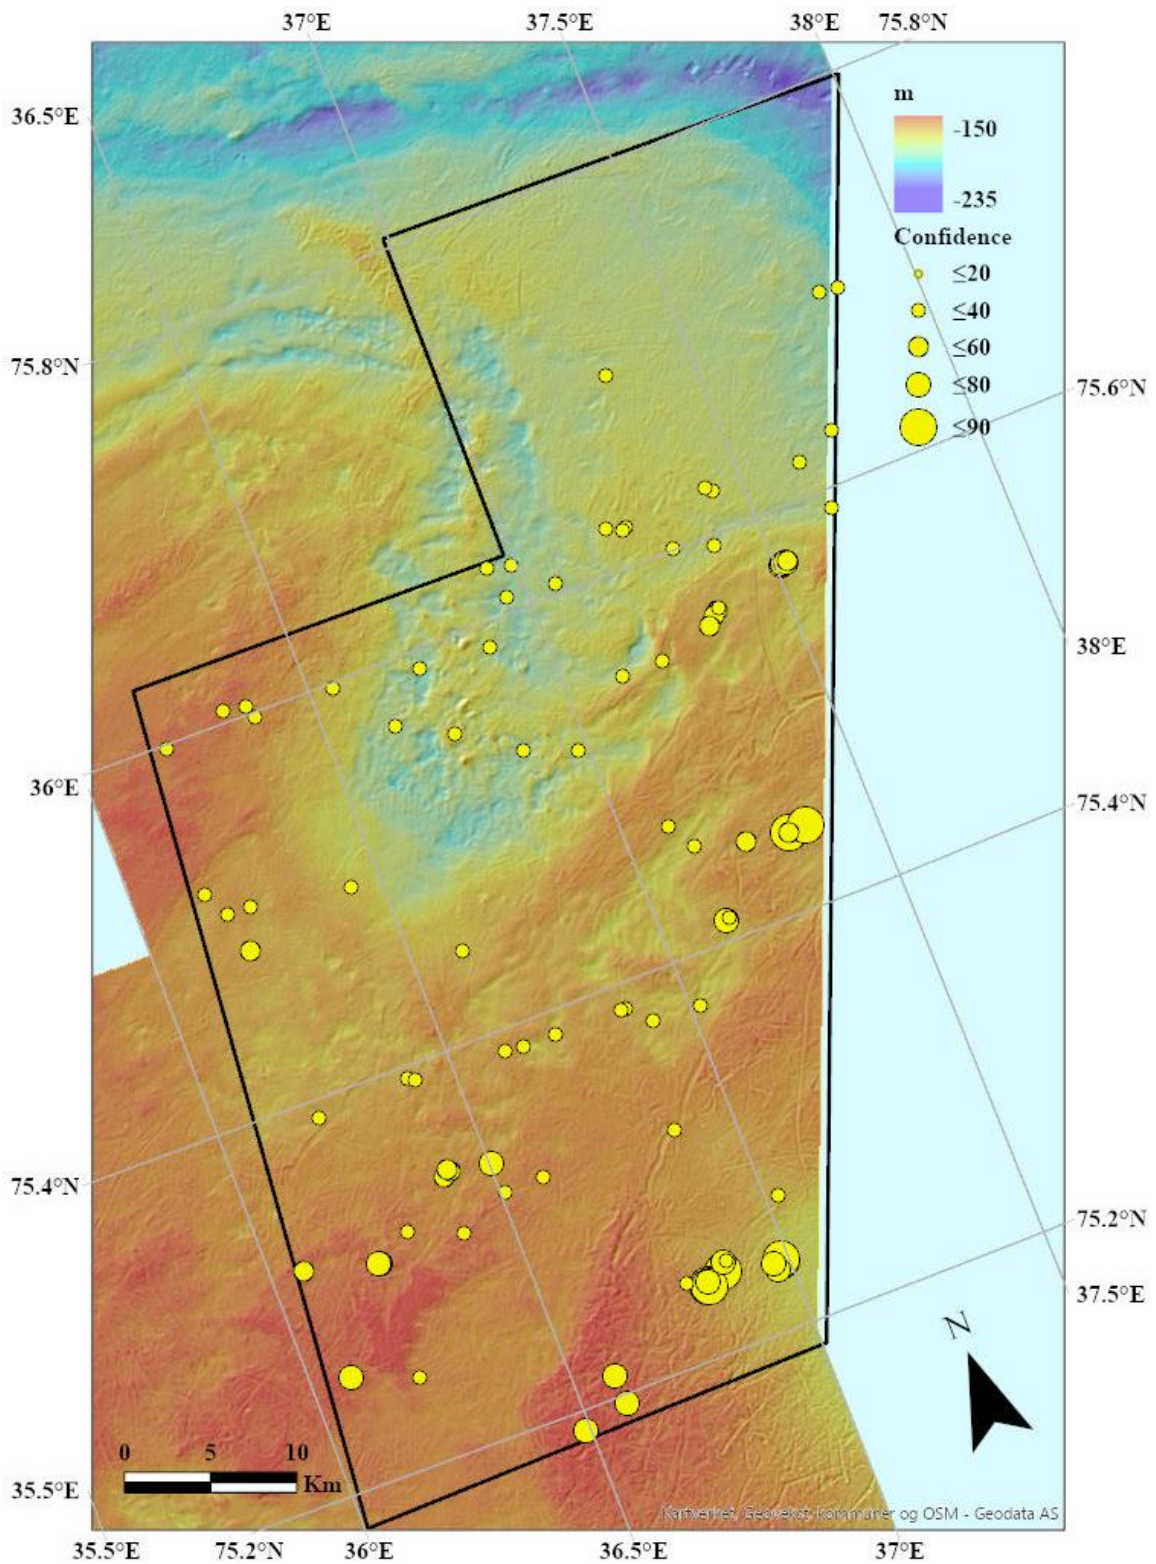 37°E 37.5°E 38°E 75.8°N
36.5°E
m
-150
-235
Confidence
≤20
≤40
≤60
≤80
≤90
75.8°N
75.6°N
38°E
36°E
75.4°N
75.4°N
75.2°N
37.5°E
N
0 5 10
Km
35.5°E
Kartverket, Geovekst, Kommuner og OSM - Geodata AS
35.5°E 75.2°N 36°E 36.5°E 37°E